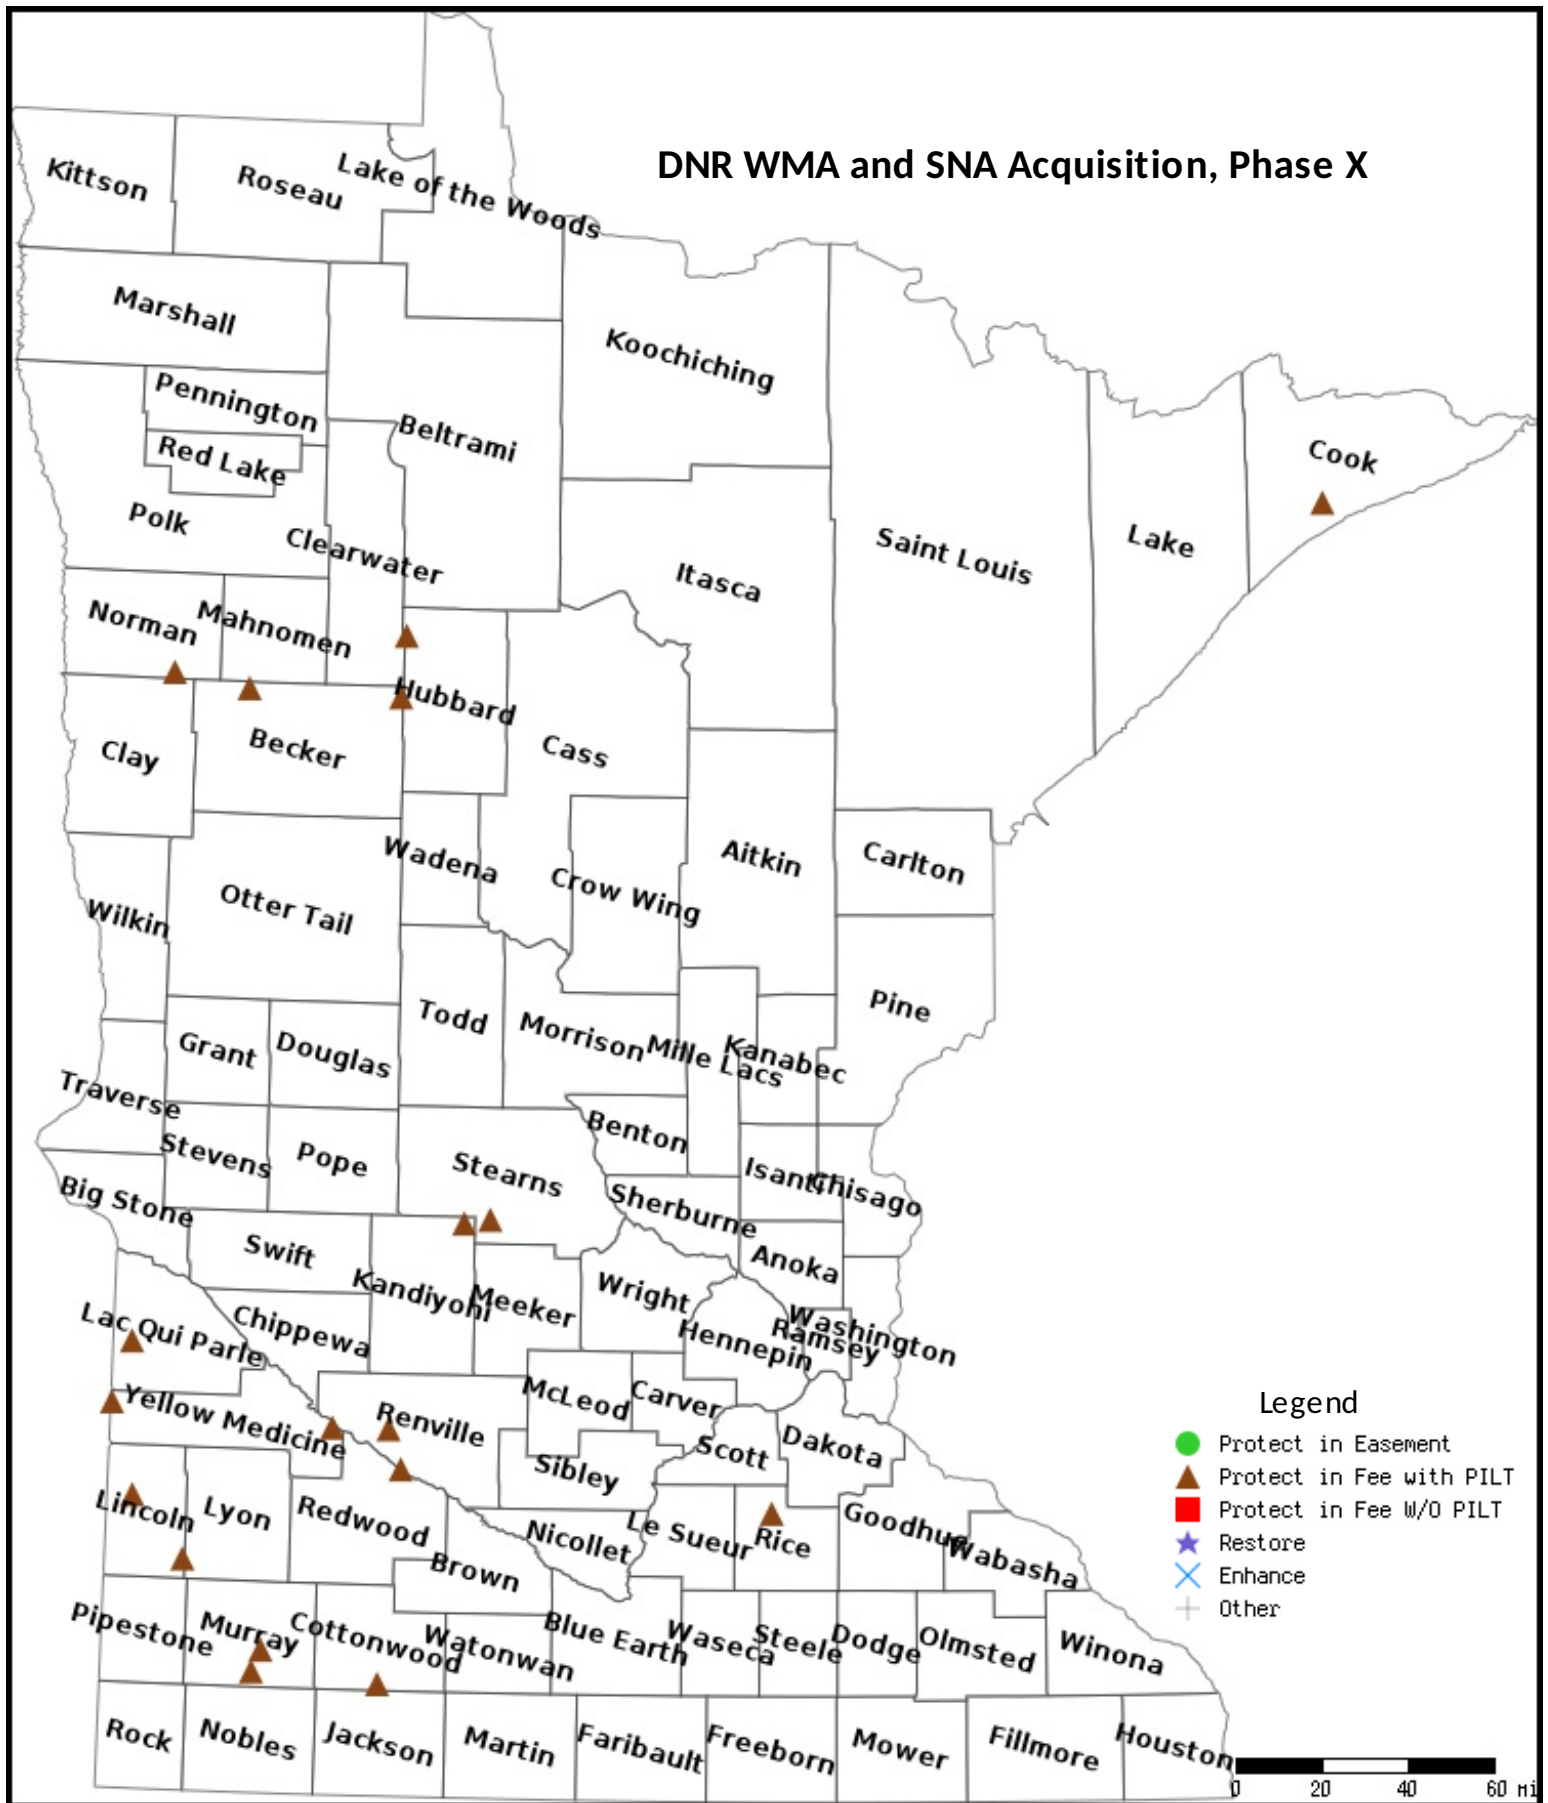 DNR WMA and SNA Acquisition, Phase X
Kittson
Roseau
Lake of the Woods
Marshall
Koochiching
Pennington
Beltrami
Red Lake
Cook
Polk
Clearwater
Saint Louis
Lake
Itasca
Norman
Mahnomen
Hubbard
Clay
Becker
Cass
Wadena
Aitkin
Carlton
Crow Wing
Wilkin
Otter Tail
Todd
Pine
Grant
Douglas
Morrison
Mille Lacs
Kanabec
Traverse
Stevens
Pope
Stearns
Benton
Isanti
Chisago
Big Stone
Sherburne
Swift
Anoka
Kandiyohi
Meeker
Wright
Lac Qui Parle
Chippewa
Hennepin
Ramsey
Washington
Yellow Medicine
Renville
McLeod
Carver
Scott
Dakota
Sibley
Lincoln
Lyon
Redwood
Nicollet
Le Sueur
Rice
Goodhue
Wabasha
Brown
Pipestone
Murray
Cottonwood
Watonwan
Blue Earth
Waseca
Steele
Dodge
Olmsted
Winona
Rock
Nobles
Jackson
Martin
Faribault
Freeborn
Mower
Fillmore
Houston
Legend
Protect in Easement
Protect in Fee with PILT
Protect in Fee W/O PILT
Restore
Enhance
Other
0 20 40 60 mi